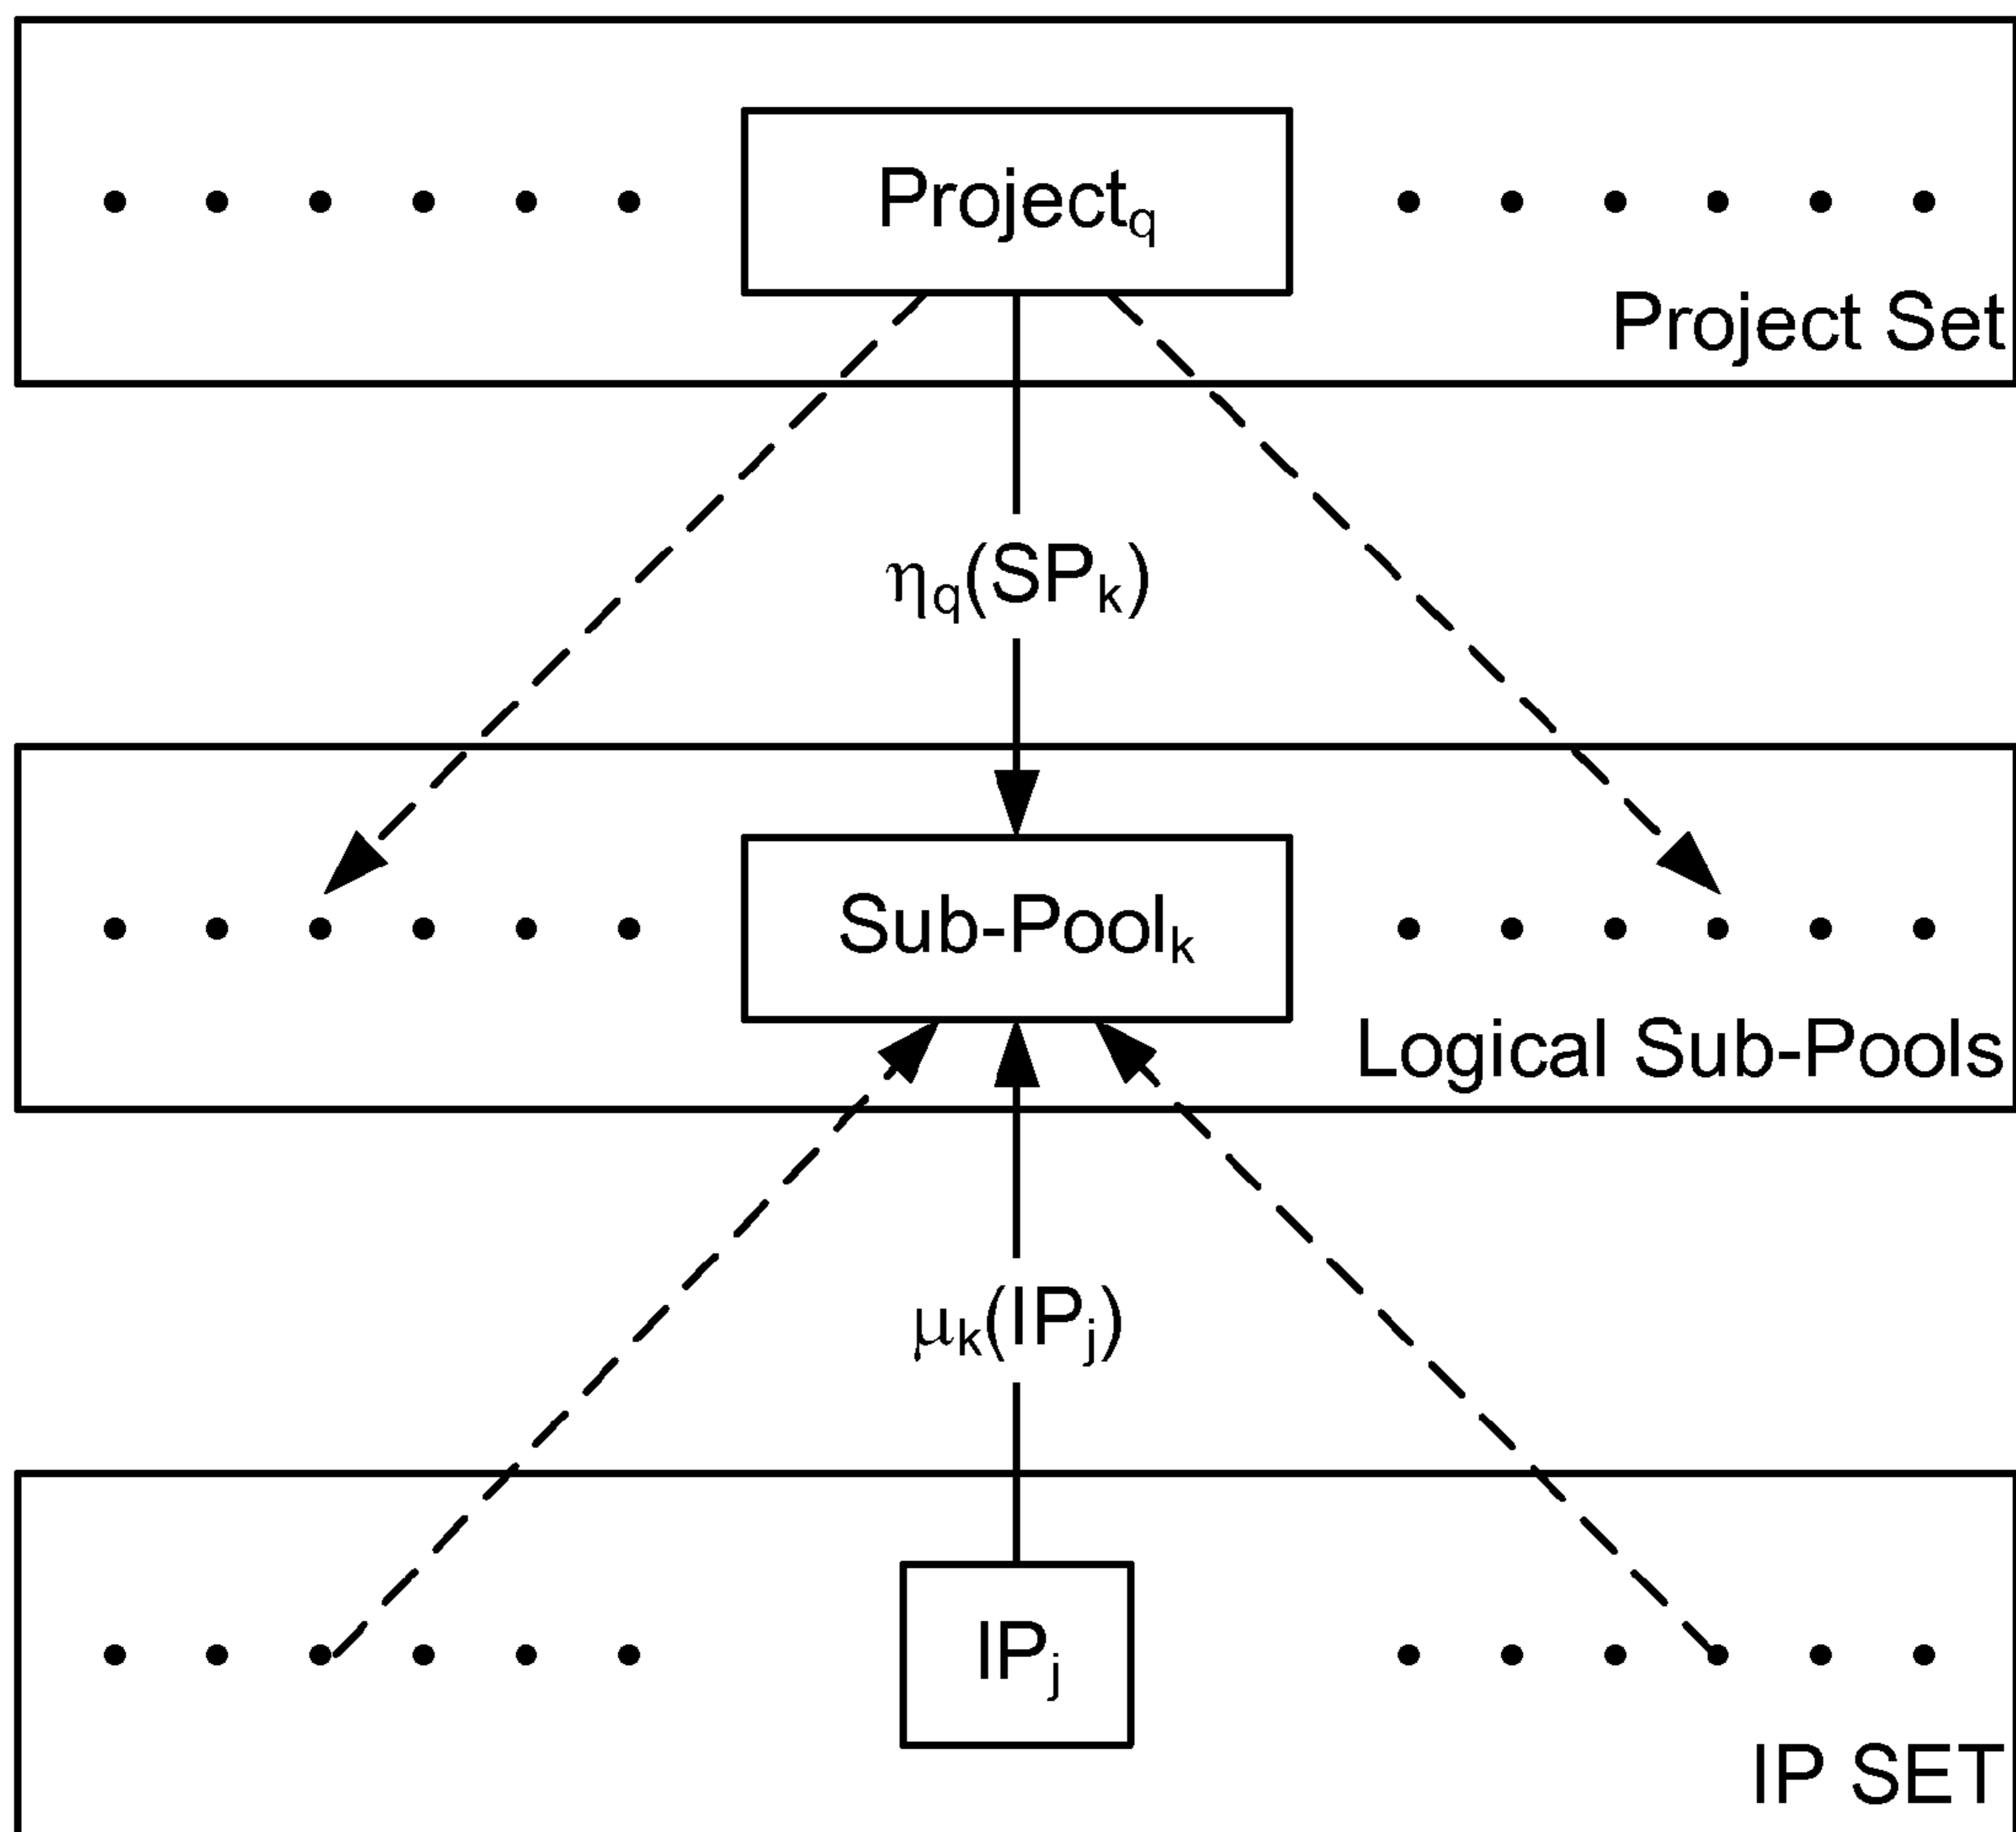 Projectq
Project Set
ηq(SPk)
Sub-Poolk
Logical Sub-Pools
μk(IPj)
IPj
IP SET